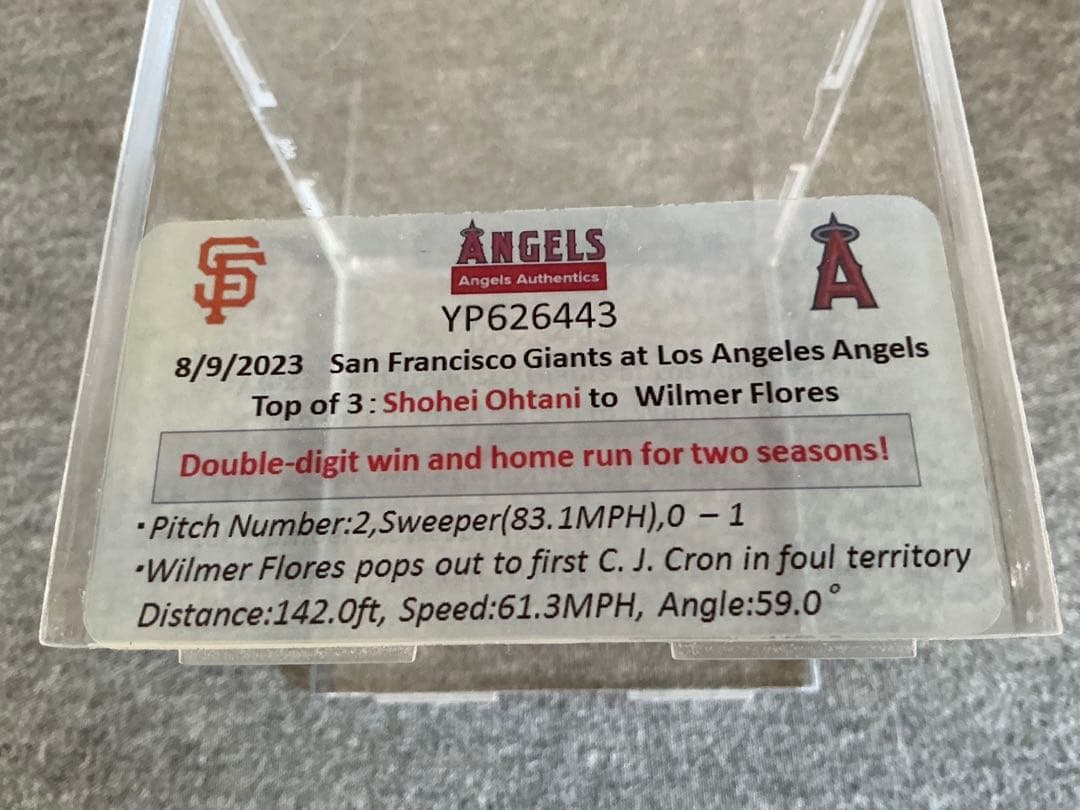 SF
ANGELS
A
Angels Authentics
YP626443
8/9/2023 San Francisco Giants at Los Angeles Angels
Top of 3 : Shohei Ohtani to Wilmer Flores
Double-digit win and home run for two seasons!
・Pitch Number:2,Sweeper(83.1MPH),0 – 1
・Wilmer Flores pops out to first C. J. Cron in foul territory
Distance:142.0ft, Speed:61.3MPH, Angle:59.0°